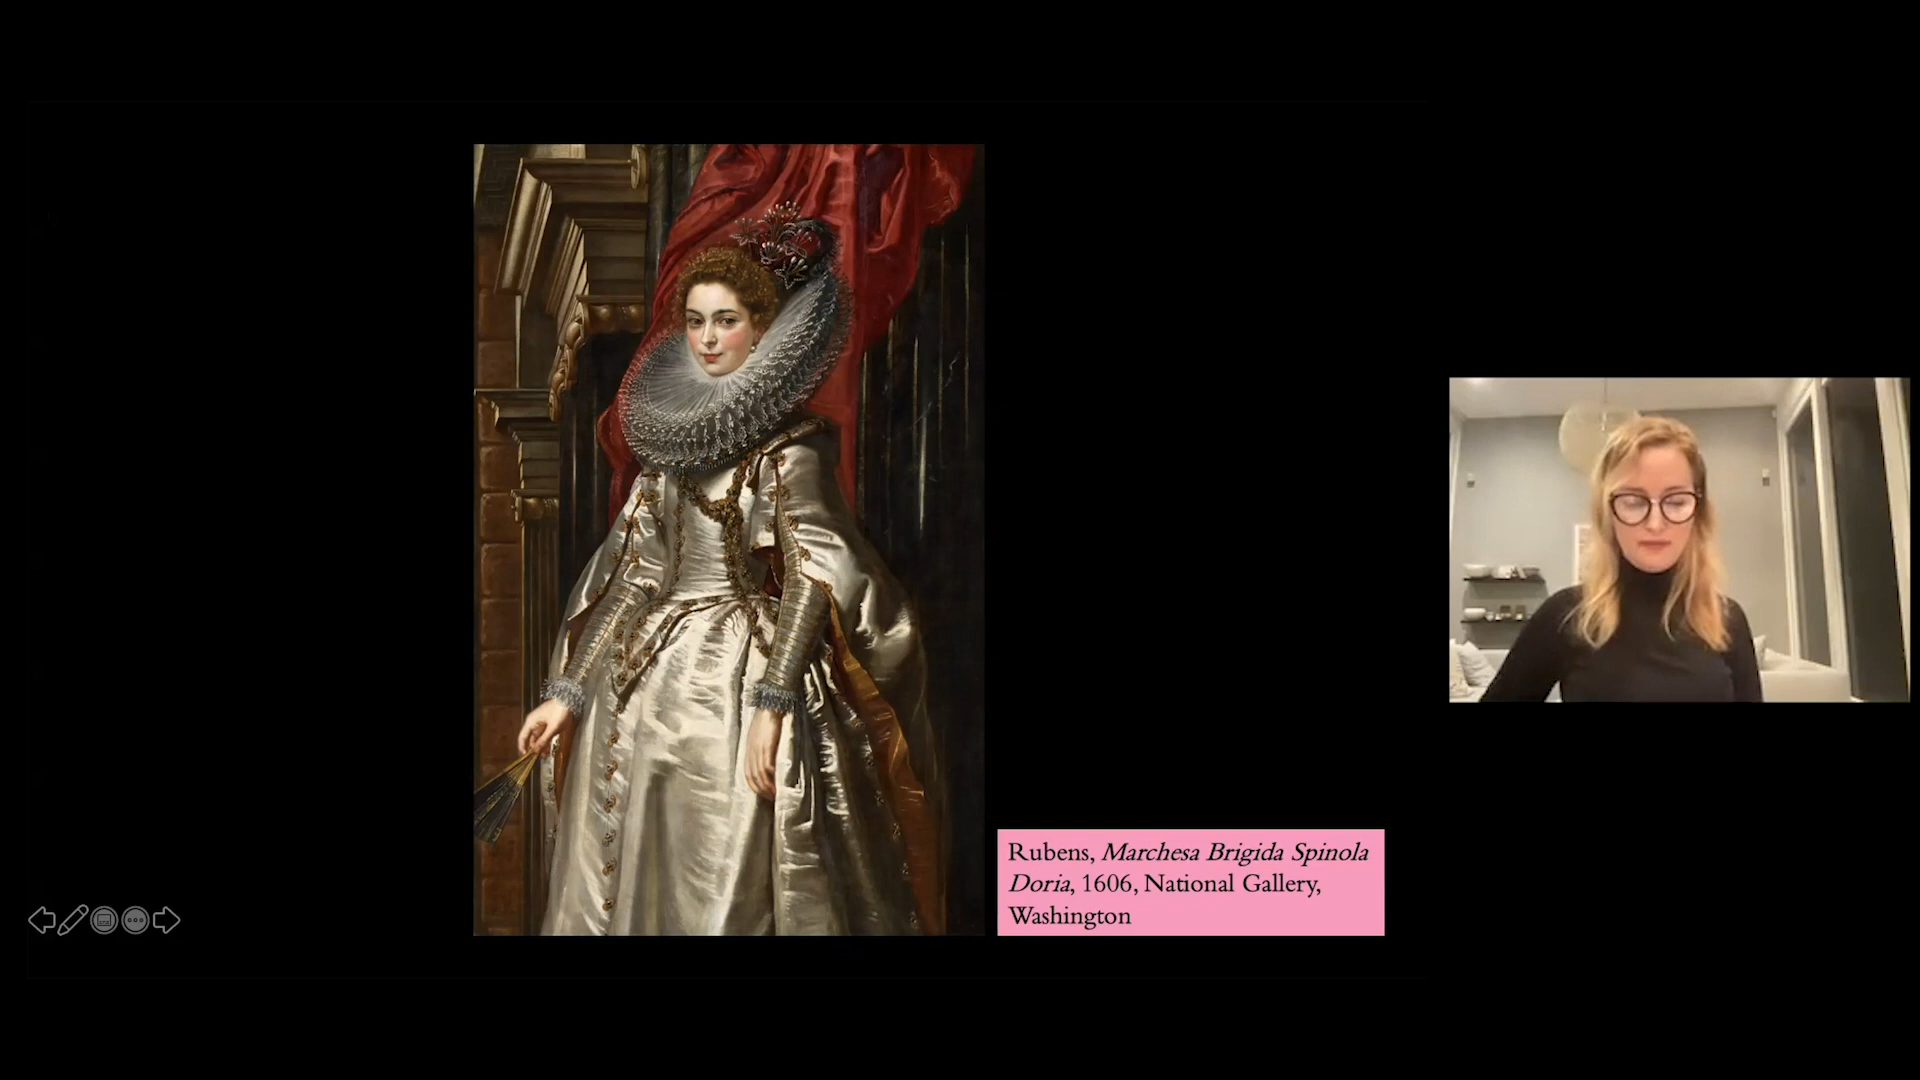 Rubens, Marchesa Brigida Spinola
Doria, 1606, National Gallery,
Washington